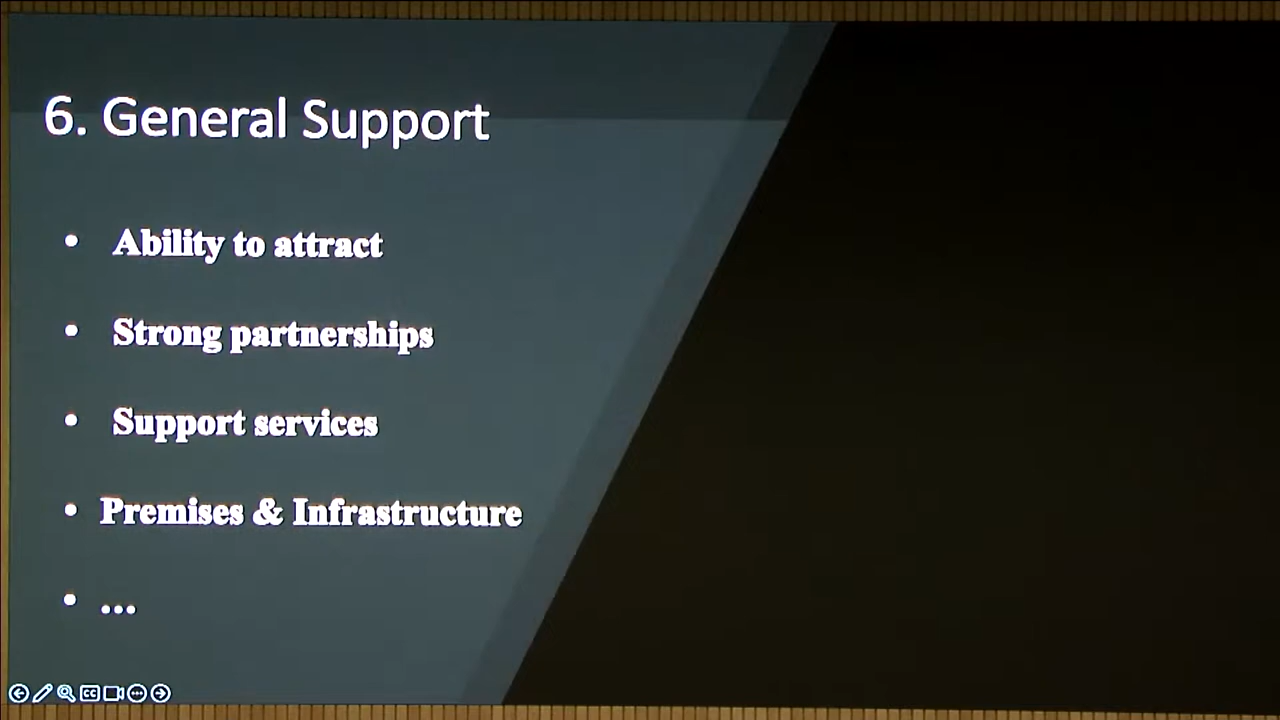 6. General Support
• Ability to attract
• Strong partnerships
• Support services
• Premises & Infrastructure
• ...